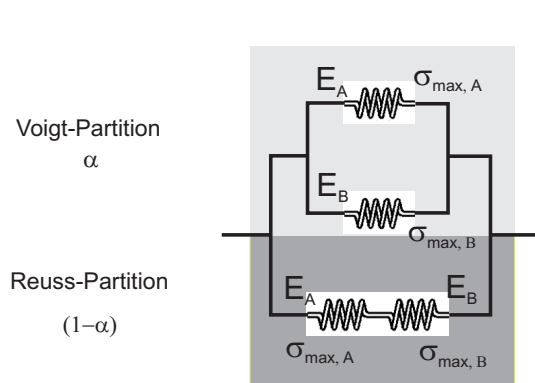 E_A σ_max, A
Voigt-Partition
α
E_B
σ_max, B
Reuss-Partition
E_A E_B
(1–α)
σ_max, A σ_max, B